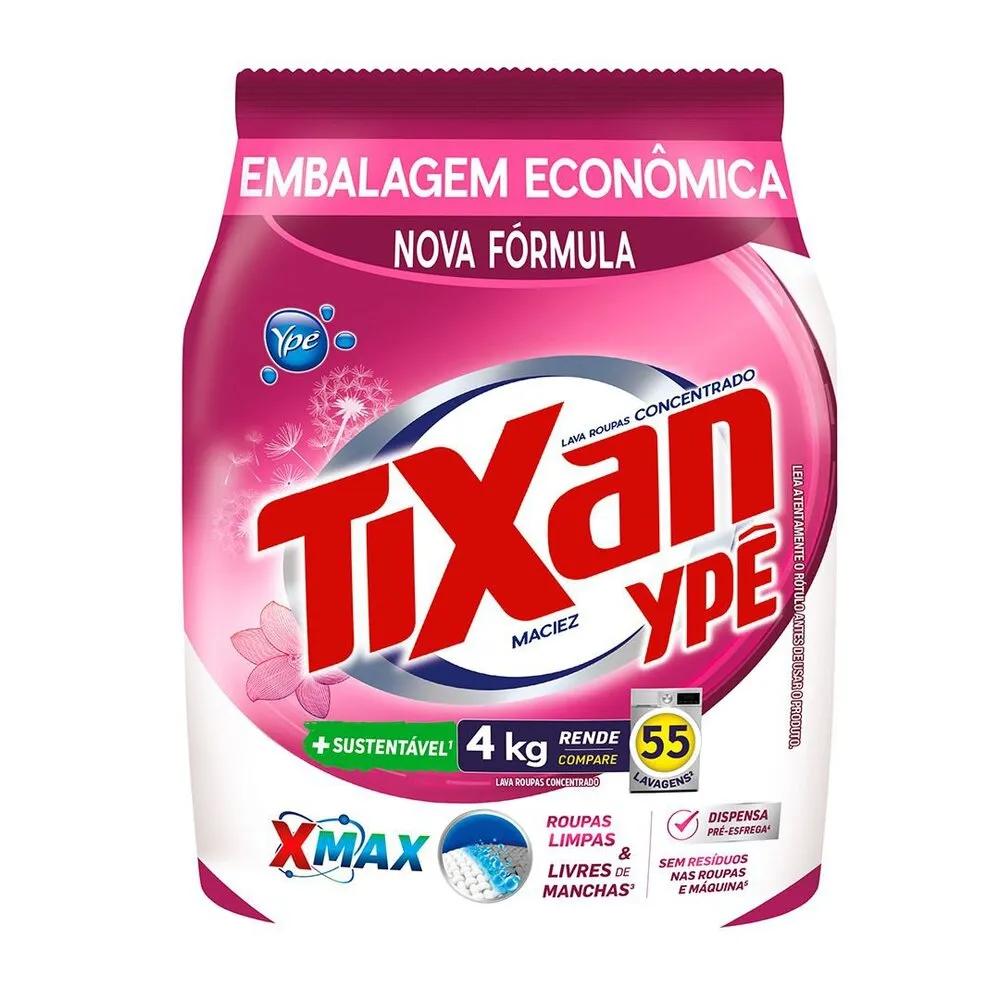 EMBALAGEM ECONÔMICA
NOVA FÓRMULA
Ypê
LAVA ROUPAS CONCENTRADO
TiXan
YPÊ
MACIEZ
LEIA ATENTAMENTE O RÓTULO ANTES DE USAR O PRODUTO.
+ SUSTENTÁVEL¹
4 kg
RENDE
COMPARE
55
LAVAGENS²
LAVA ROUPAS CONCENTRADO
XMAX
ROUPAS
LIMPAS
&
LIVRES DE
MANCHAS³
DISPENSA
PRÉ-ESFREGA⁴
SEM RESÍDUOS
NAS ROUPAS
E MÁQUINA⁵